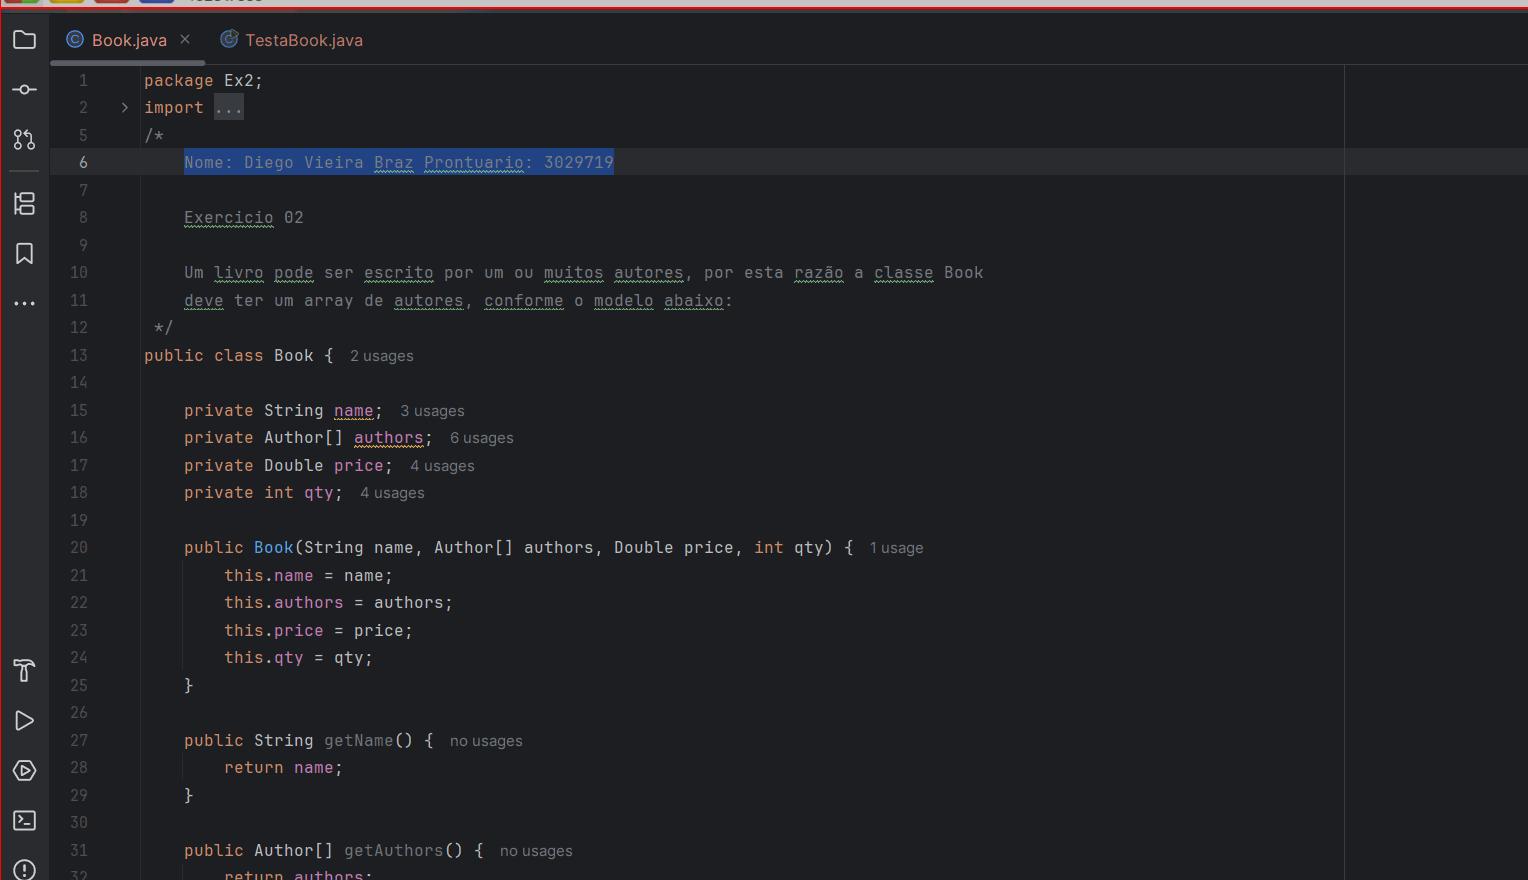 Book.java
TestaBook.java
1 package Ex2;
2 import ...
5 /*
6 Nome: Diego Vieira Braz Prontuario: 3029719
7
8 Exercicio 02
9
10 Um livro pode ser escrito por um ou muitos autores, por esta razão a classe Book
11 deve ter um array de autores, conforme o modelo abaixo:
12 */
13 public class Book { 2 usages
14
15 private String name; 3 usages
16 private Author[] authors; 6 usages
17 private Double price; 4 usages
18 private int qty; 4 usages
19
20 public Book(String name, Author[] authors, Double price, int qty) { 1 usage
21 this.name = name;
22 this.authors = authors;
23 this.price = price;
24 this.qty = qty;
25 }
26
27 public String getName() { no usages
28 return name;
29 }
30
31 public Author[] getAuthors() { no usages
32 return authors;